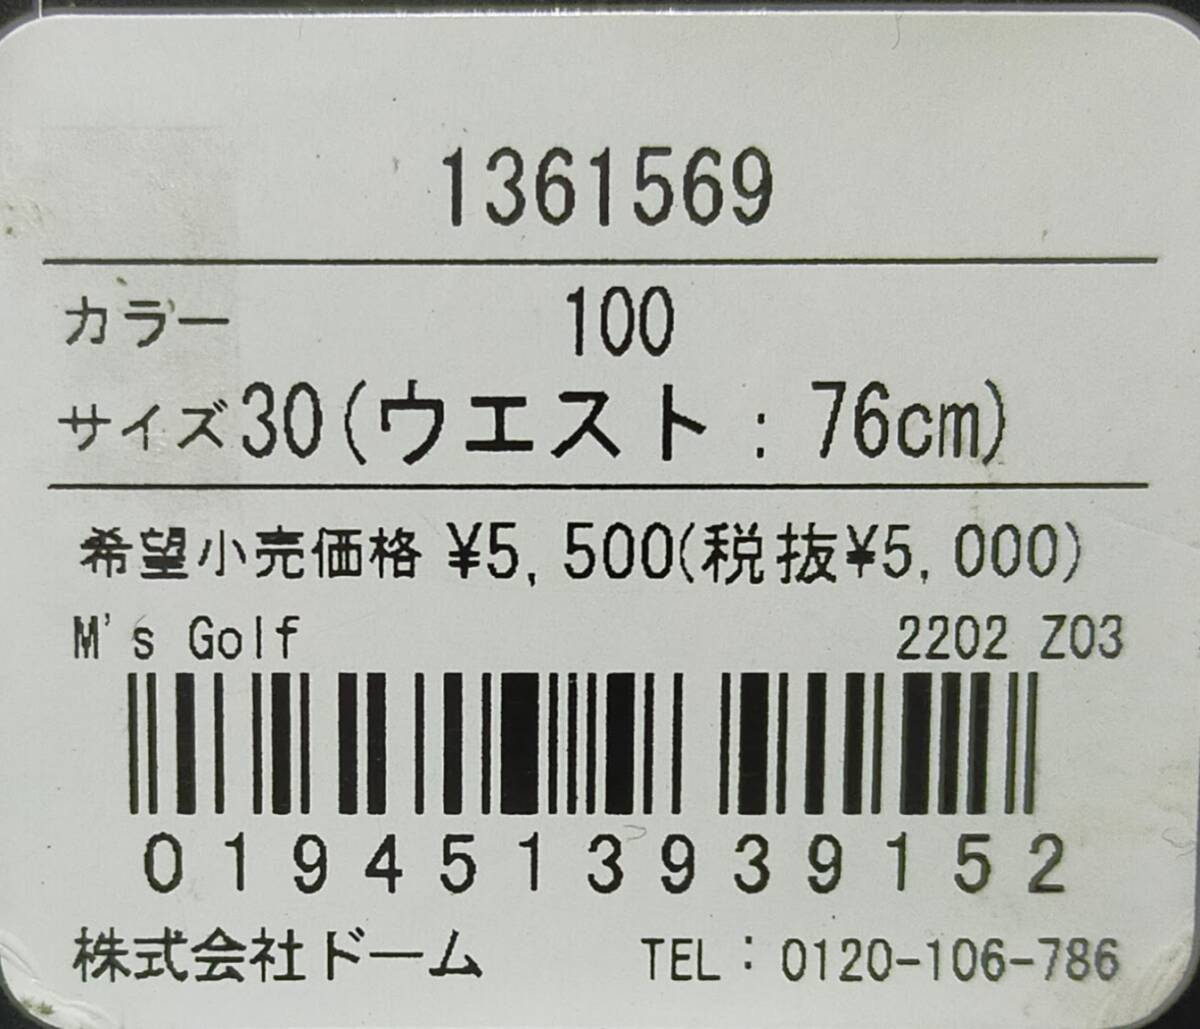 1361569
カラー 100
サイズ 30(ウエスト : 76cm)
希望小売価格 ¥5,500(税抜¥5,000)
M's Golf 2202 Z03
0194513939152
株式会社ドーム TEL:0120-106-786